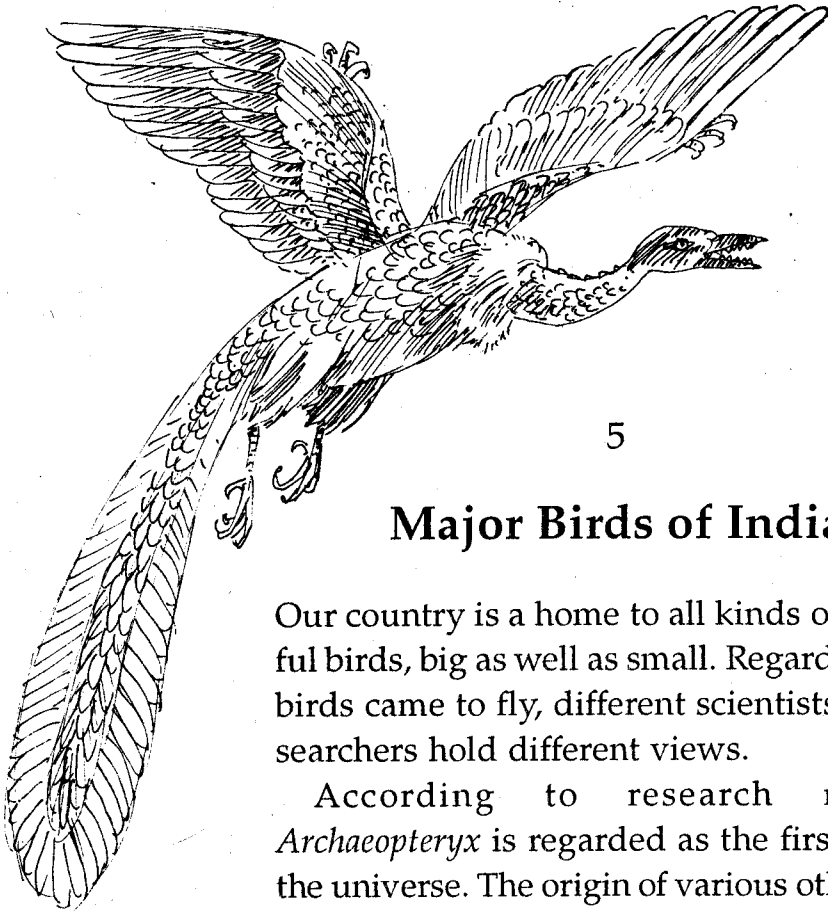 5
Major Birds of India
Our country is a home to all kinds o
ful birds, big as well as small. Regard
birds came to fly, different scientists
searchers hold different views.
According to research r
Archaeopteryx is regarded as the firs
the universe. The origin of various oth